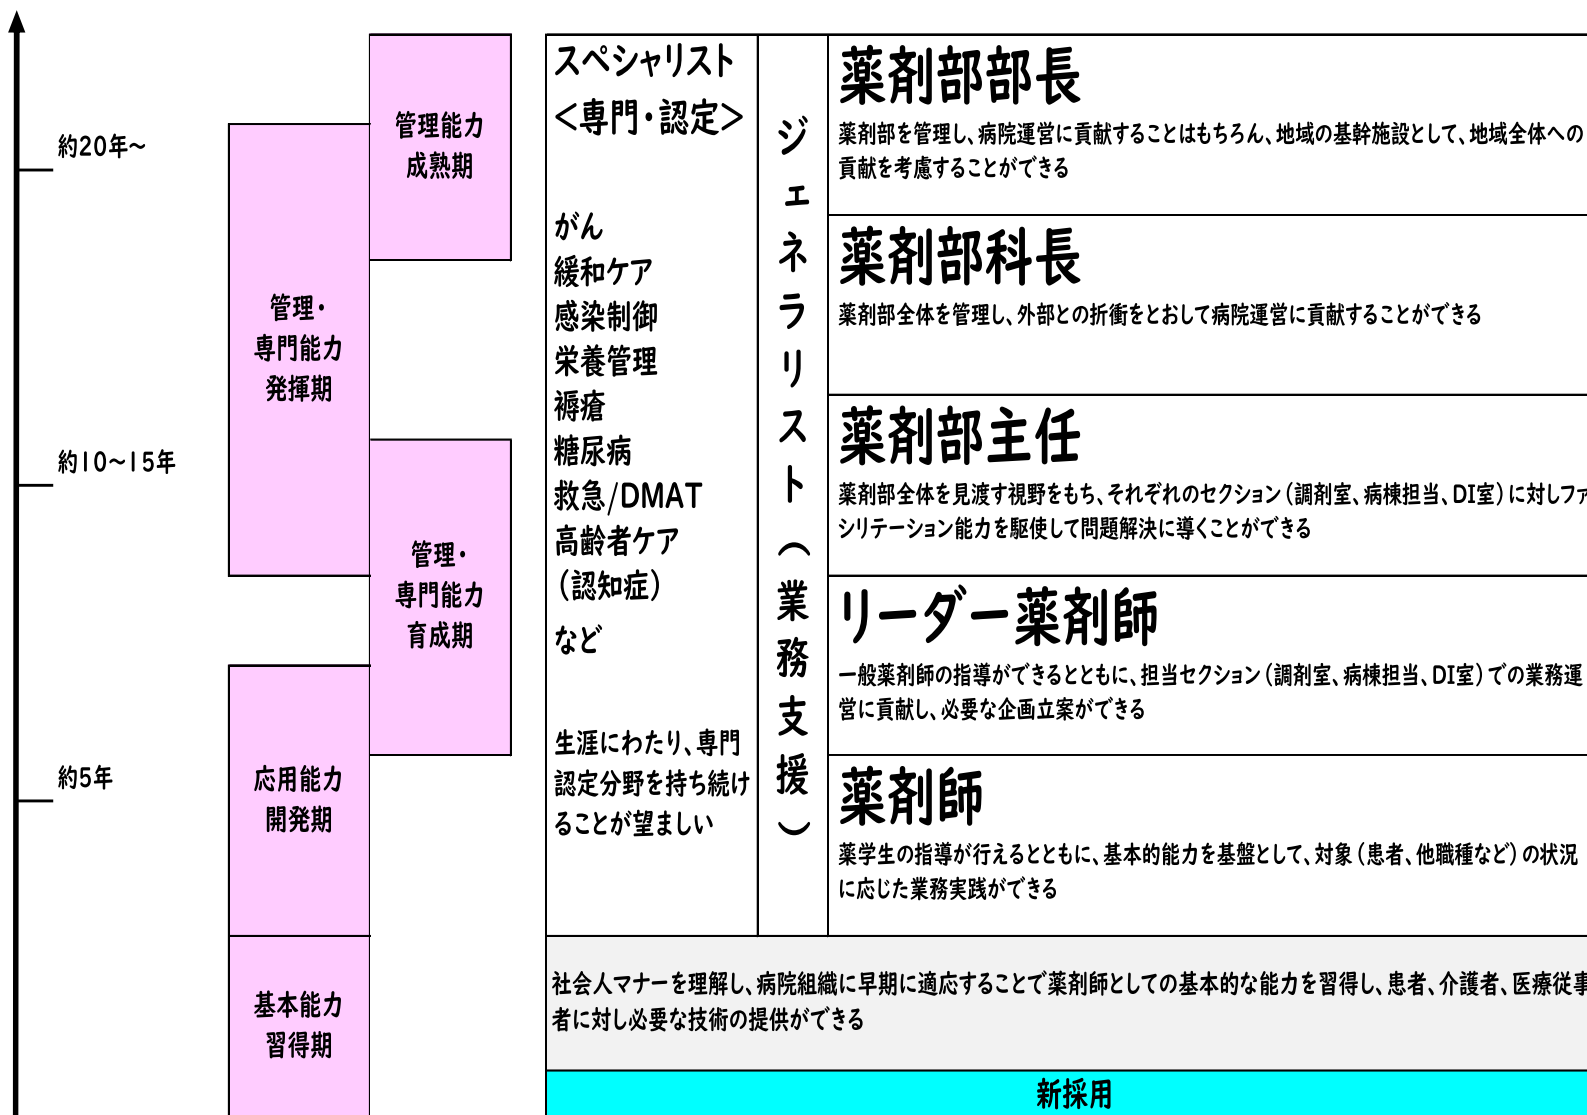 約20年~
約10~15年
約5年
管理能力
成熟期
管理・
専門能力
発揮期
管理・
専門能力
育成期
応用能力
開発期
基本能力
習得期
スペシャリスト
<専門・認定>
がん
緩和ケア
感染制御
栄養管理
褥瘡
糖尿病
救急/DMAT
高齢者ケア
(認知症)
など
生涯にわたり、専門
認定分野を持ち続け
ることが望ましい
ジェネラリスト(業務支援)
薬剤部部長
薬剤部を管理し、病院運営に貢献することはもちろん、地域の基幹施設として、地域全体への
貢献を考慮することができる
薬剤部科長
薬剤部全体を管理し、外部との折衝をとおして病院運営に貢献することができる
薬剤部主任
薬剤部全体を見渡す視野をもち、それぞれのセクション(調剤室、病棟担当、DI室)に対しファ
シリテーション能力を駆使して問題解決に導くことができる
リーダー薬剤師
一般薬剤師の指導ができるとともに、担当セクション(調剤室、病棟担当、DI室)での業務運
営に貢献し、必要な企画立案ができる
薬剤師
薬学生の指導が行えるとともに、基本的能力を基盤として、対象(患者、他職種など)の状況
に応じた業務実践ができる
社会人マナーを理解し、病院組織に早期に適応することで薬剤師としての基本的な能力を習得し、患者、介護者、医療従事
者に対し必要な技術の提供ができる
新採用